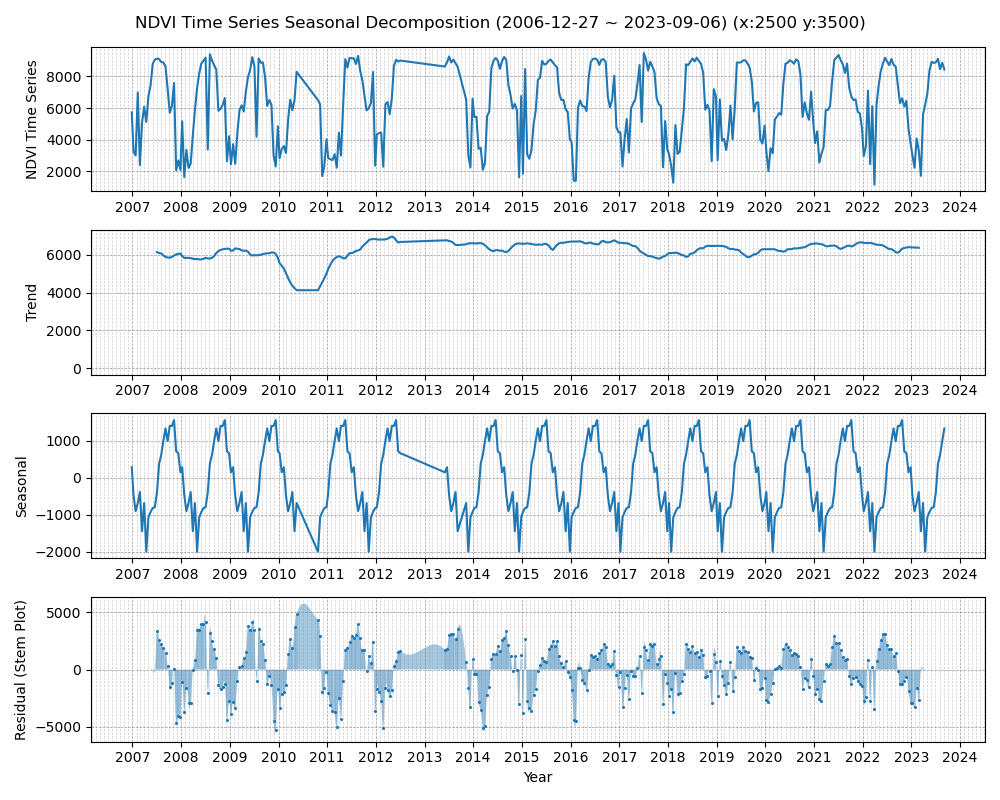 NDVI Time Series Seasonal Decomposition (2006-12-27 ~ 2023-09-06) (x:2500 y:3500)
NDVI Time Series
8000
6000
4000
2000
2007 2008 2009 2010 2011 2012 2013 2014 2015 2016 2017 2018 2019 2020 2021 2022 2023 2024
Trend
6000
4000
2000
0
2007 2008 2009 2010 2011 2012 2013 2014 2015 2016 2017 2018 2019 2020 2021 2022 2023 2024
Seasonal
1000
0
−1000
−2000
2007 2008 2009 2010 2011 2012 2013 2014 2015 2016 2017 2018 2019 2020 2021 2022 2023 2024
Residual (Stem Plot)
5000
0
−5000
2007 2008 2009 2010 2011 2012 2013 2014 2015 2016 2017 2018 2019 2020 2021 2022 2023 2024
Year